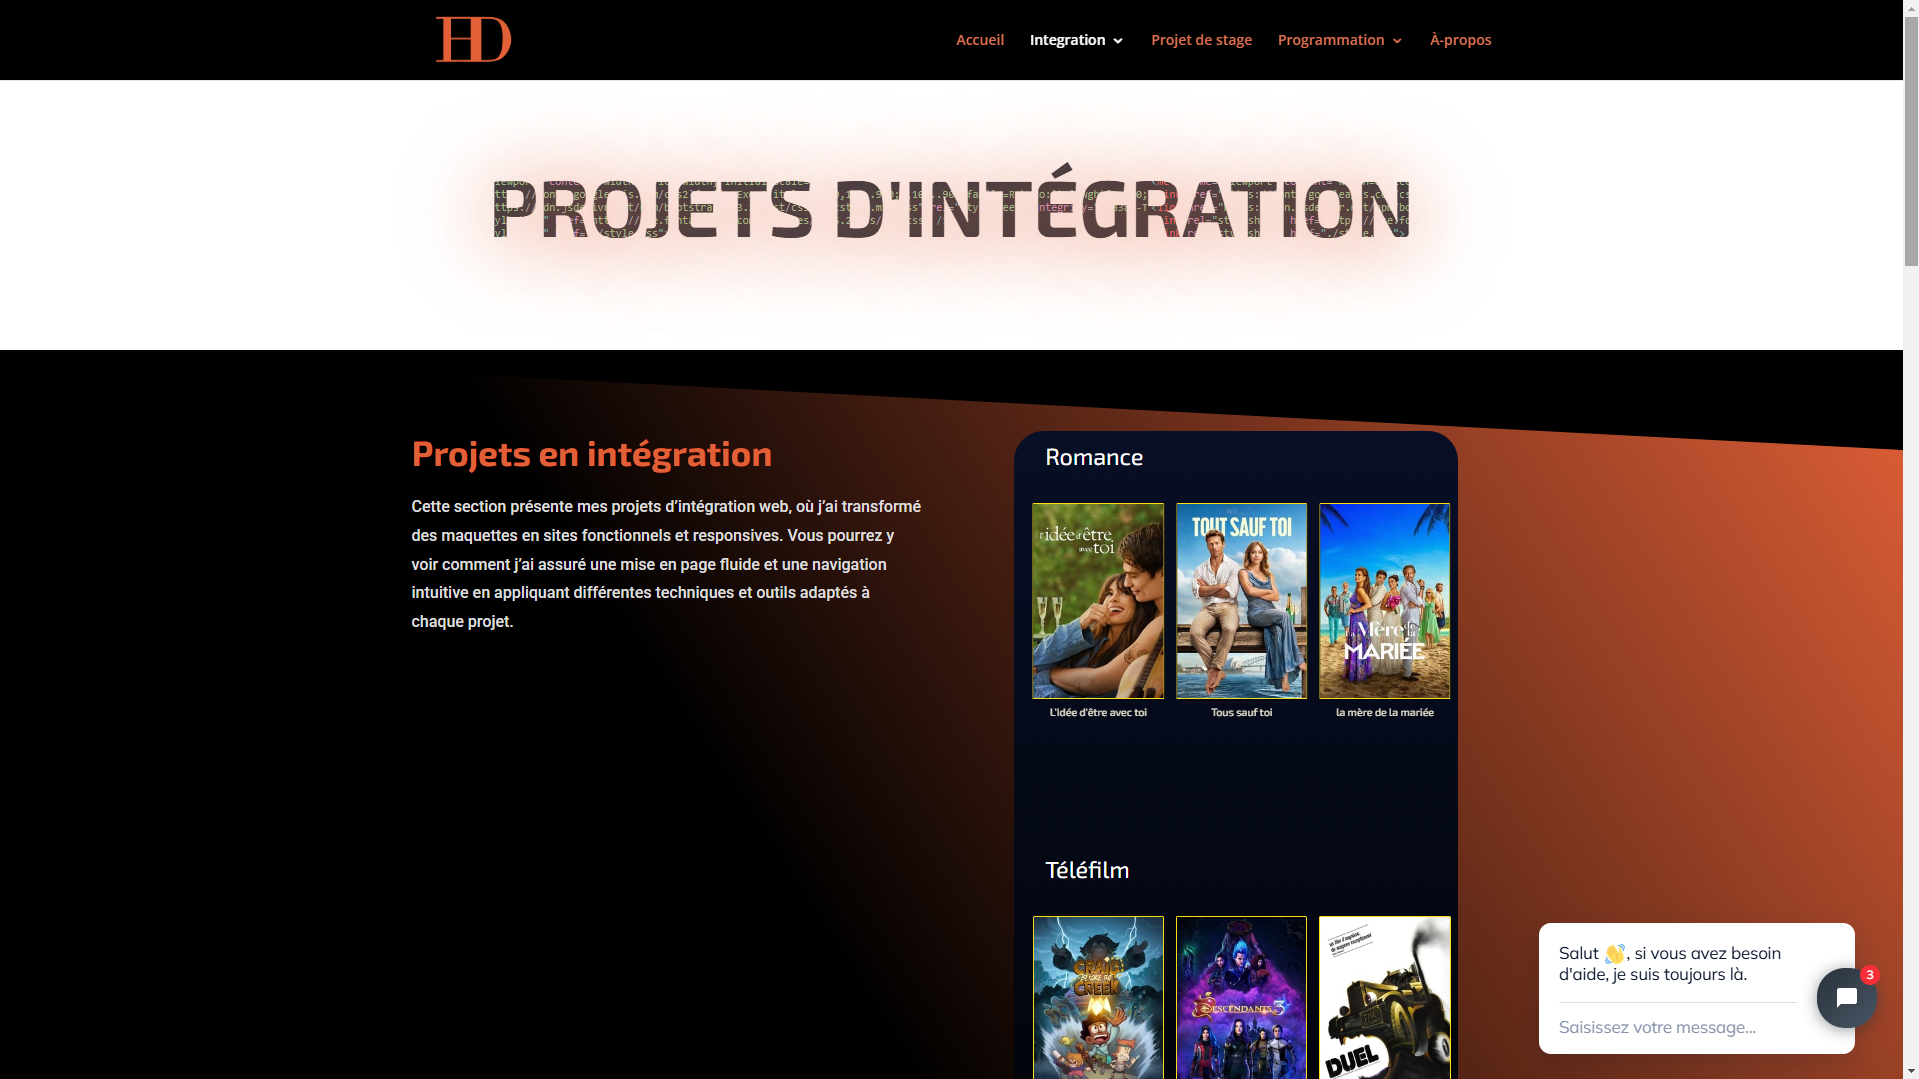 HD
Accueil Integration Projet de stage Programmation À-propos
PROJETS D'INTÉGRATION
Projets en intégration
Cette section présente mes projets d’intégration web, où j’ai transformé
des maquettes en sites fonctionnels et responsives. Vous pourrez y
voir comment j’ai assuré une mise en page fluide et une navigation
intuitive en appliquant différentes techniques et outils adaptés à
chaque projet.
Romance
l'idée d'être
avec toi
TOUT SAUF TOI
la Mère de la
MARIÉE
L'Idée d'être avec toi
Tous sauf toi
la mère de la mariée
Téléfilm
CRAIG
BEFORE THE
CREEK
DESCENDANTS 3
DUEL
Salut 👋, si vous avez besoin
d'aide, je suis toujours là.
3
Saisissez votre message...